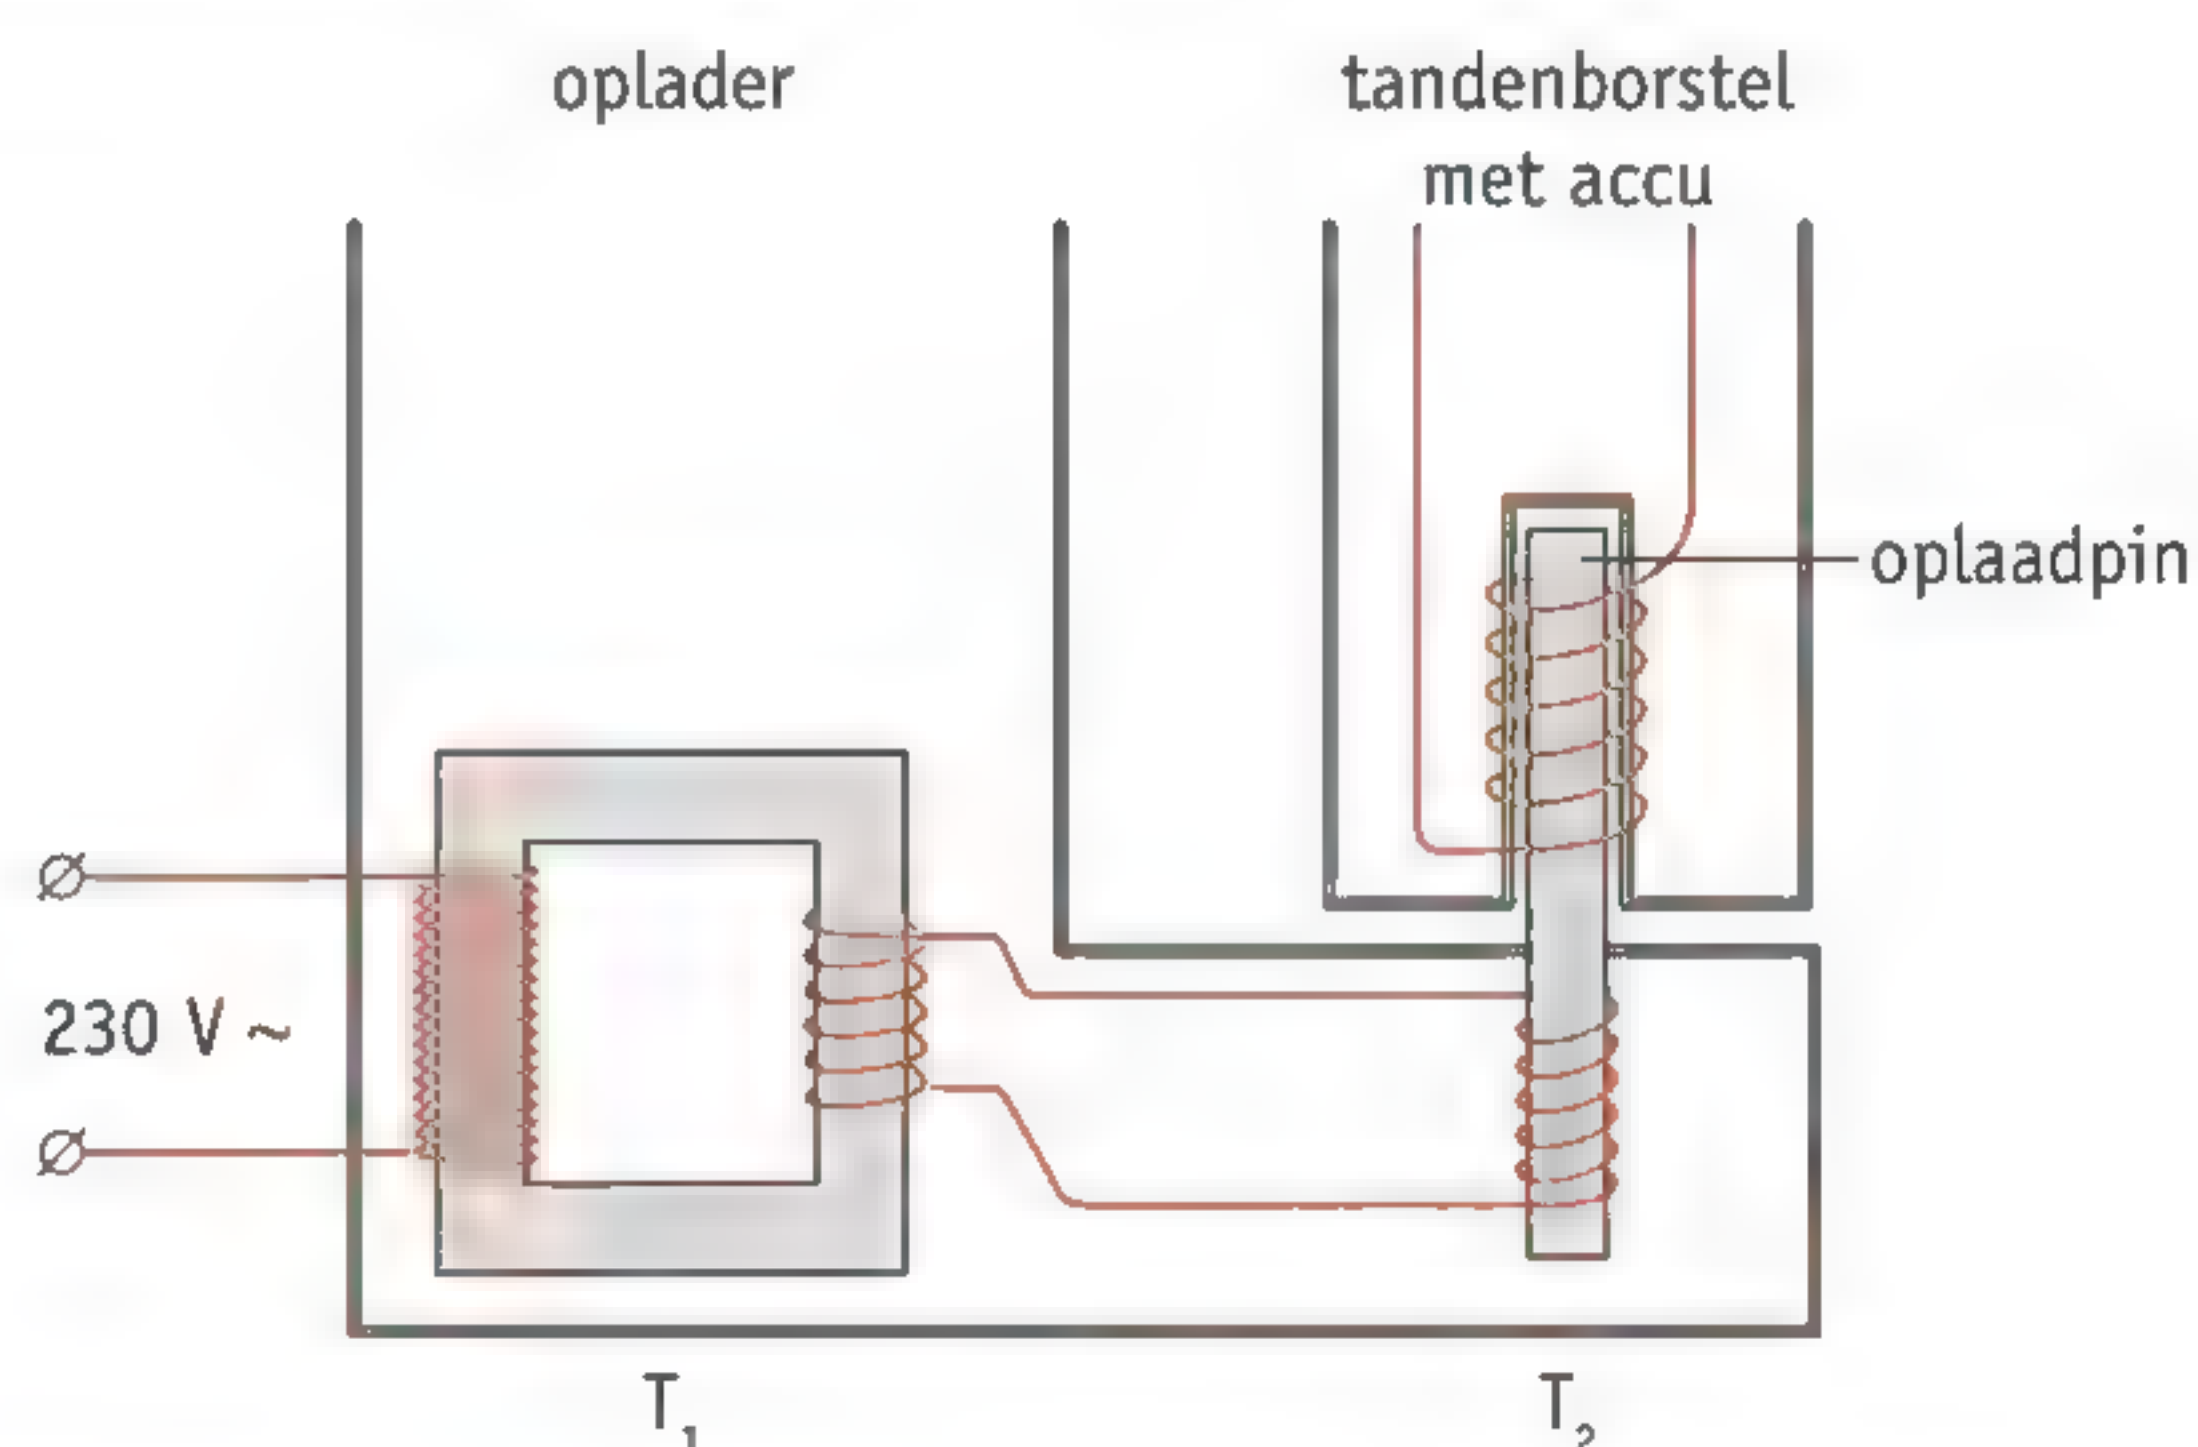 oplader
tandenborstel
met accu
oplaadpin
230 V ~
T₁
T₂